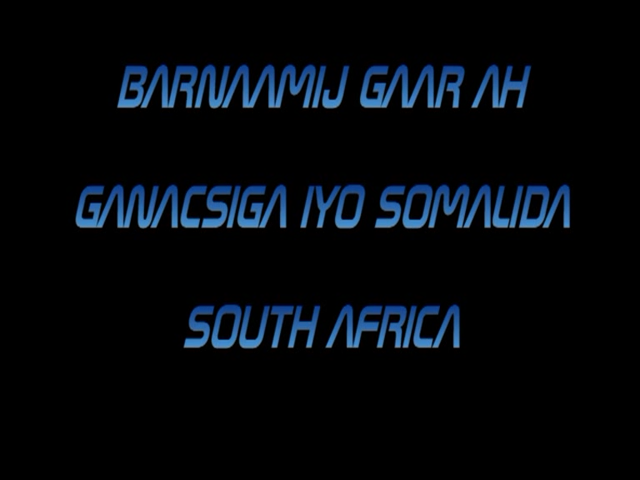 BARNAAMIJ GAAR AH
GANACSIGA IYO SOMALIDA
SOUTH AFRICA